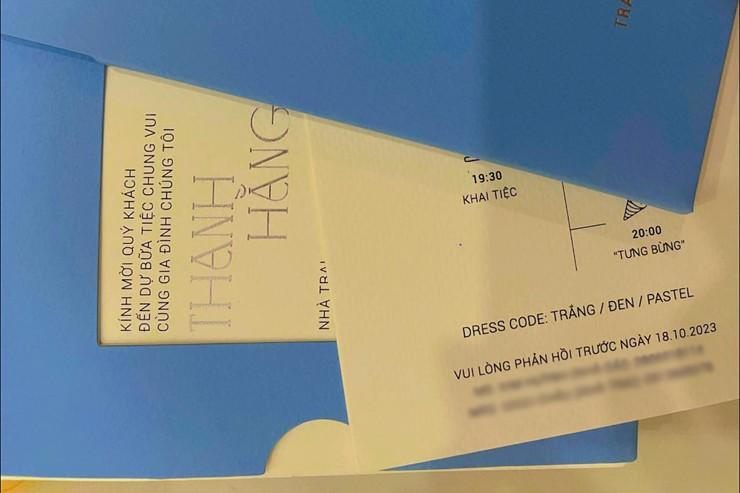 KÍNH MỜI QUÝ KHÁCH
ĐẾN DỰ BỮA TIỆC CHUNG VUI
CÙNG GIA ĐÌNH CHÚNG TÔI
THANH
HẰNG
NHÀ TRAI
19:30
KHAI TIỆC
20:00
"TƯNG BỪNG"
DRESS CODE: TRẮNG / ĐEN / PASTEL
VUI LÒNG PHẢN HỒI TRƯỚC NGÀY 18.10.2023